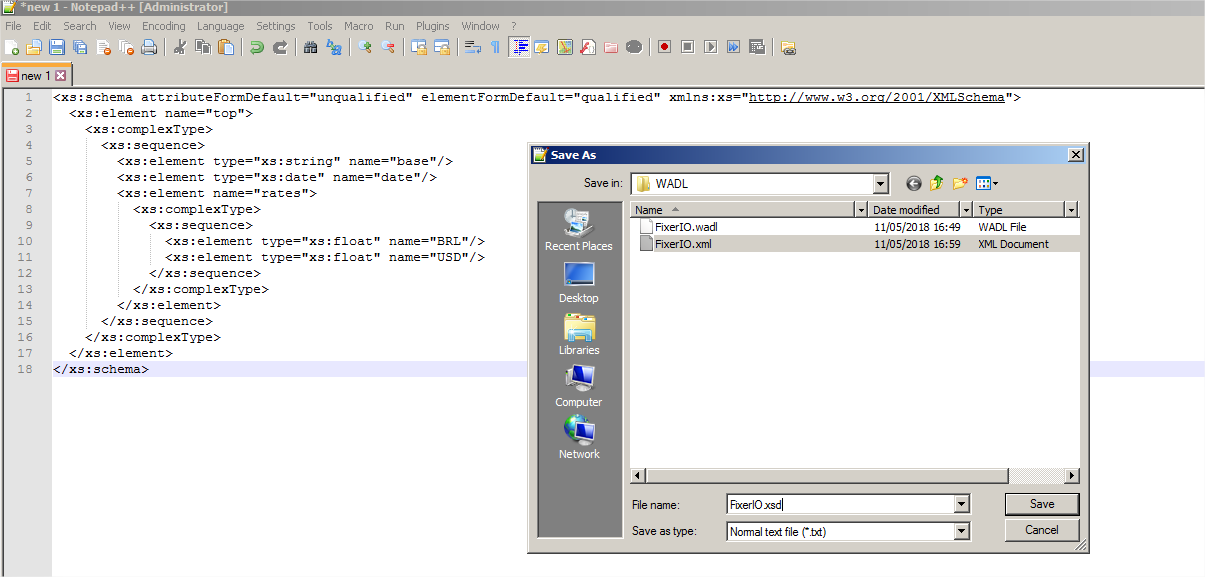 *new 1 - Notepad++ [Administrator]
File Edit Search View Encoding Language Settings Tools Macro Run Plugins Window ?
new 1
1 <xs:schema attributeFormDefault="unqualified" elementFormDefault="qualified" xmlns:xs="http://www.w3.org/2001/XMLSchema">
2 <xs:element name="top">
3 <xs:complexType>
4 <xs:sequence>
5 <xs:element type="xs:string" name="base"/>
6 <xs:element type="xs:date" name="date"/>
7 <xs:element name="rates">
8 <xs:complexType>
9 <xs:sequence>
10 <xs:element type="xs:float" name="BRL"/>
11 <xs:element type="xs:float" name="USD"/>
12 </xs:sequence>
13 </xs:complexType>
14 </xs:element>
15 </xs:sequence>
16 </xs:complexType>
17 </xs:element>
18 </xs:schema>
Save As
Save in: WADL
Name Date modified Type
FixerIO.wadl 11/05/2018 16:49 WADL File
FixerIO.xml 11/05/2018 16:59 XML Document
Recent Places
Desktop
Libraries
Computer
Network
File name: FixerIO.xsd Save
Save as type: Normal text file (*.txt) Cancel